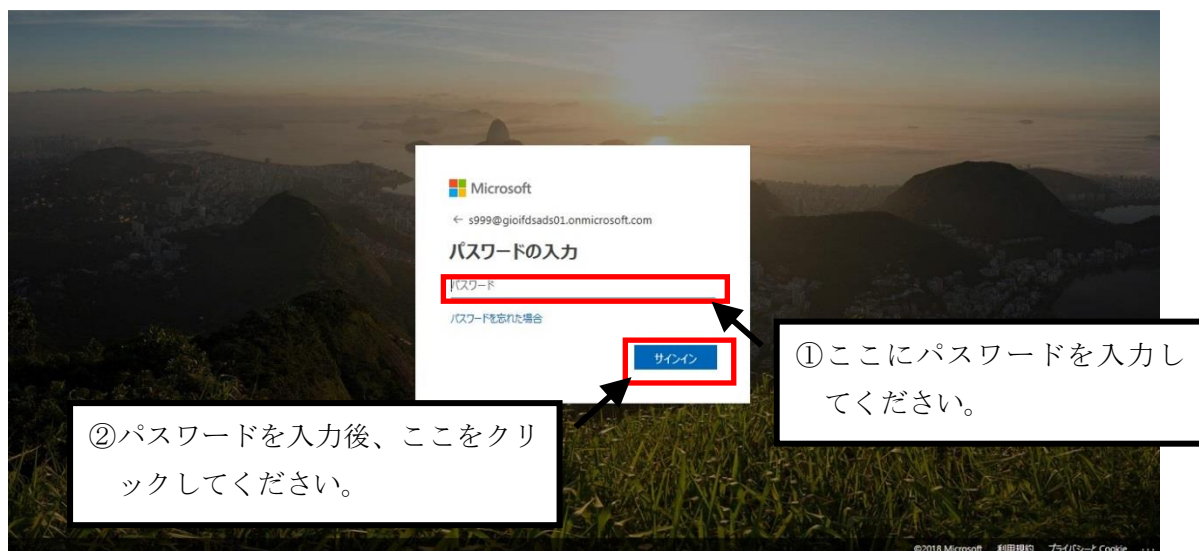 Microsoft
← s999@gioifdsads01.onmicrosoft.com
パスワードの入力
パスワード
パスワードを忘れた場合
サインイン
①ここにパスワードを入力し
てください。
②パスワードを入力後、ここをクリ
ックしてください。
©2018 Microsoft 利用規約 プライバシーと Cookie ...